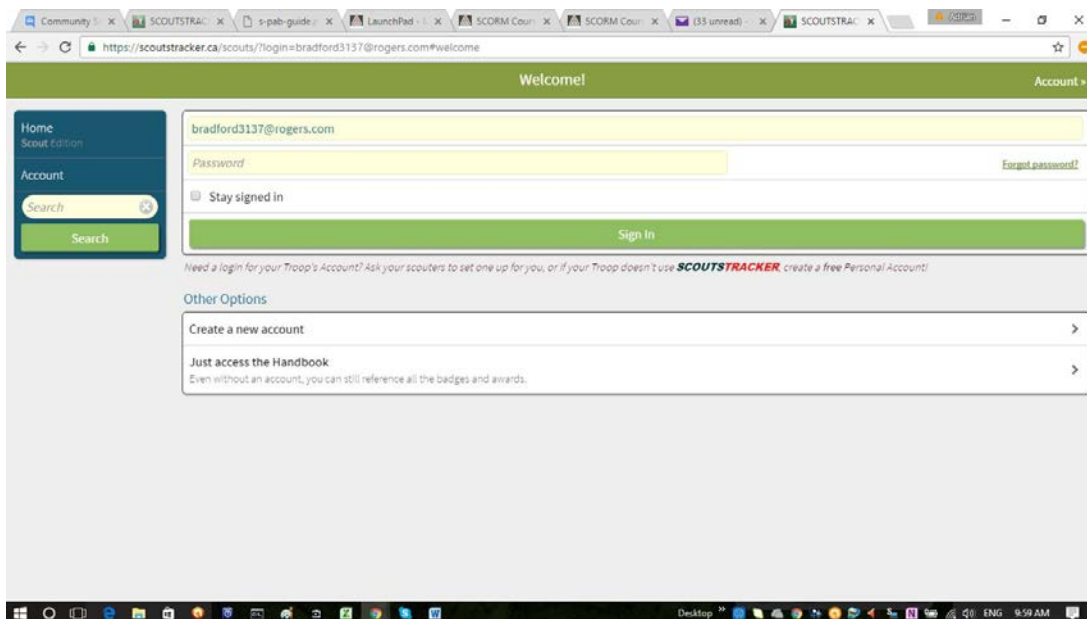 Community S
SCOUTSTRAC
s-pab-guide.p
LaunchPad - L
SCORM Cours
SCORM Cours
(33 unread) -
SCOUTSTRAC
https://scoutstracker.ca/scouts/?login=bradford3137@rogers.com#welcome
Welcome!
Account »
Home
Scout Edition
Account
Search
Search
bradford3137@rogers.com
Password
Forgot password?
Stay signed in
Sign In
Need a login for your Troop's Account? Ask your scouters to set one up for you, or if your Troop doesn't use SCOUTSTRACKER, create a free Personal Account!
Other Options
Create a new account
Just access the Handbook
Even without an account, you can still reference all the badges and awards.
Desktop
ENG 9:59 AM